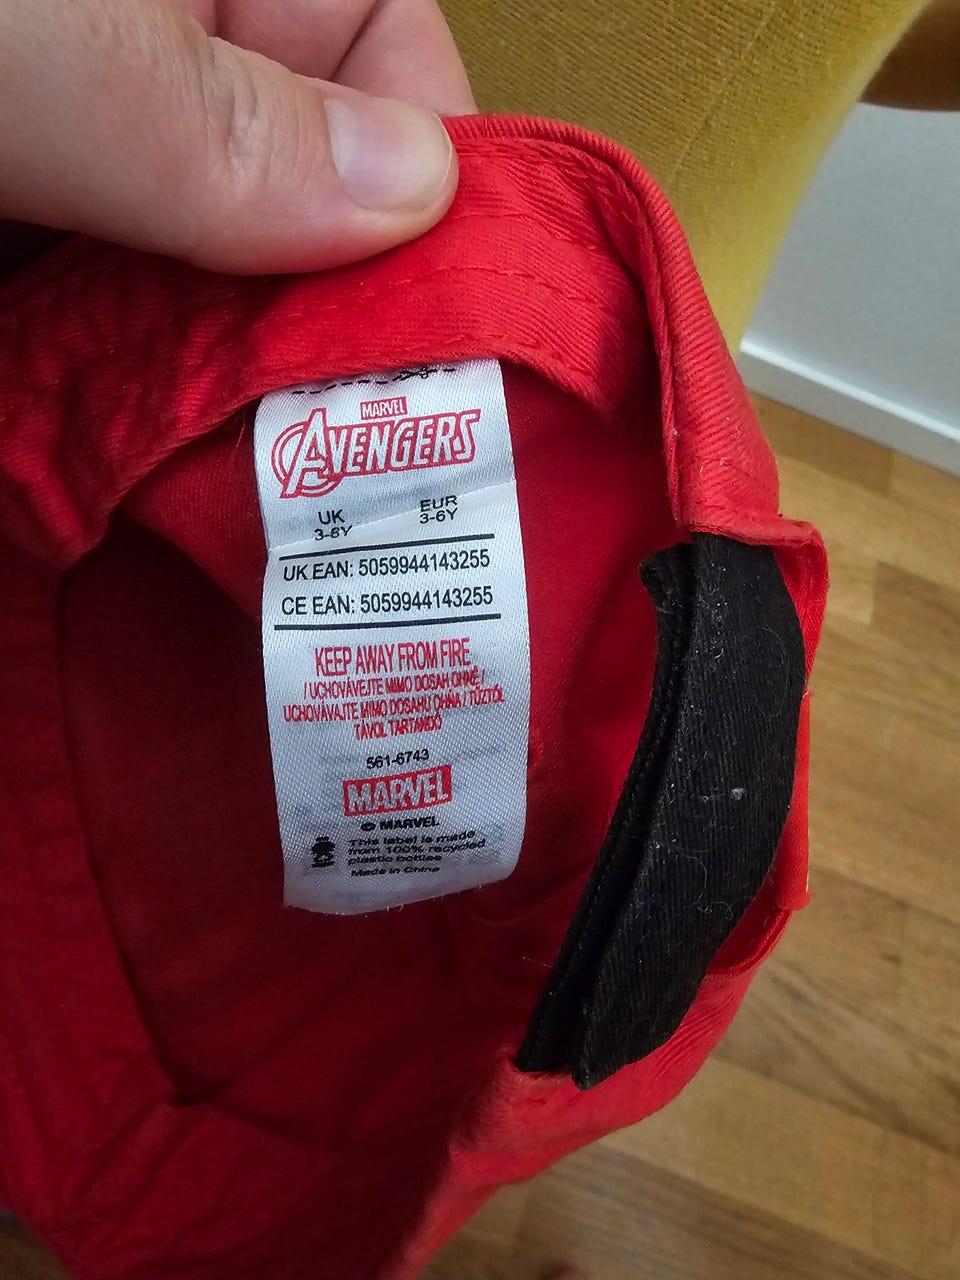 MARVEL
AVENGERS
UK EUR
3-6Y 3-6Y
UK EAN: 5059944143255
CE EAN: 5059944143255
KEEP AWAY FROM FIRE
/ UCHOVÁVEJTE MIMO DOSAH OHNĚ /
UCHOVÁVAJTE MIMO DOSAHU OHŇA / TŰZTŐL
TÁVOL TARTANDÓ
561-6743
MARVEL
© MARVEL
This label is made
from 100% recycled
plastic bottles
Made in China